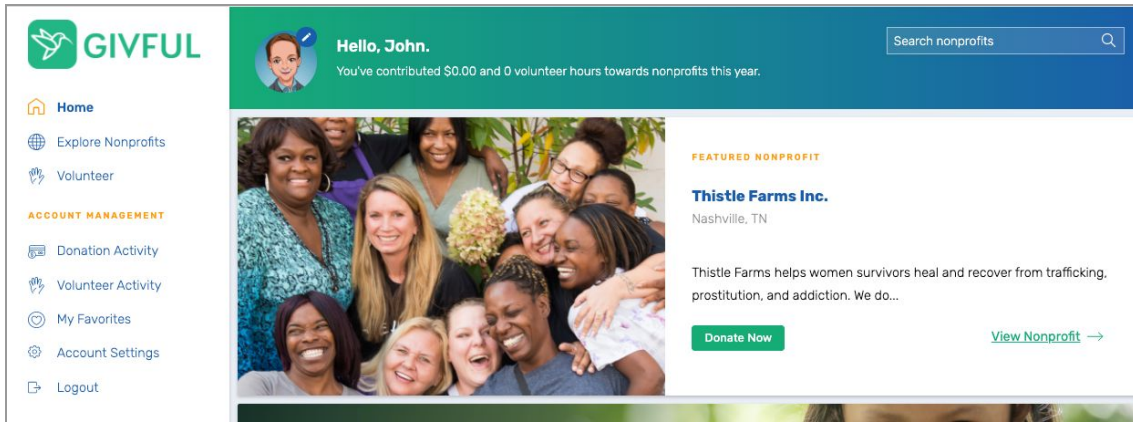 GIVFUL
Home
Explore Nonprofits
Volunteer
ACCOUNT MANAGEMENT
Donation Activity
Volunteer Activity
My Favorites
Account Settings
Logout
Hello, John.
You've contributed $0.00 and 0 volunteer hours towards nonprofits this year.
Search nonprofits
FEATURED NONPROFIT
Thistle Farms Inc.
Nashville, TN
Thistle Farms helps women survivors heal and recover from trafficking,
prostitution, and addiction. We do...
Donate Now
View Nonprofit →